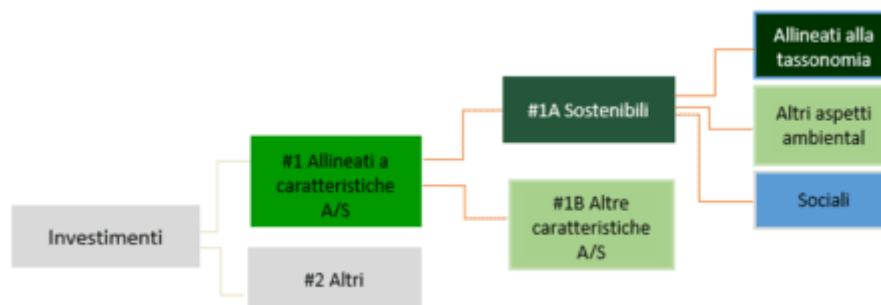 Investimenti
#1 Allineati a
caratteristiche
A/S
#2 Altri
#1A Sostenibili
#1B Altre
caratteristiche
A/S
Allineati alla
tassonomia
Altri aspetti
ambiental
Sociali